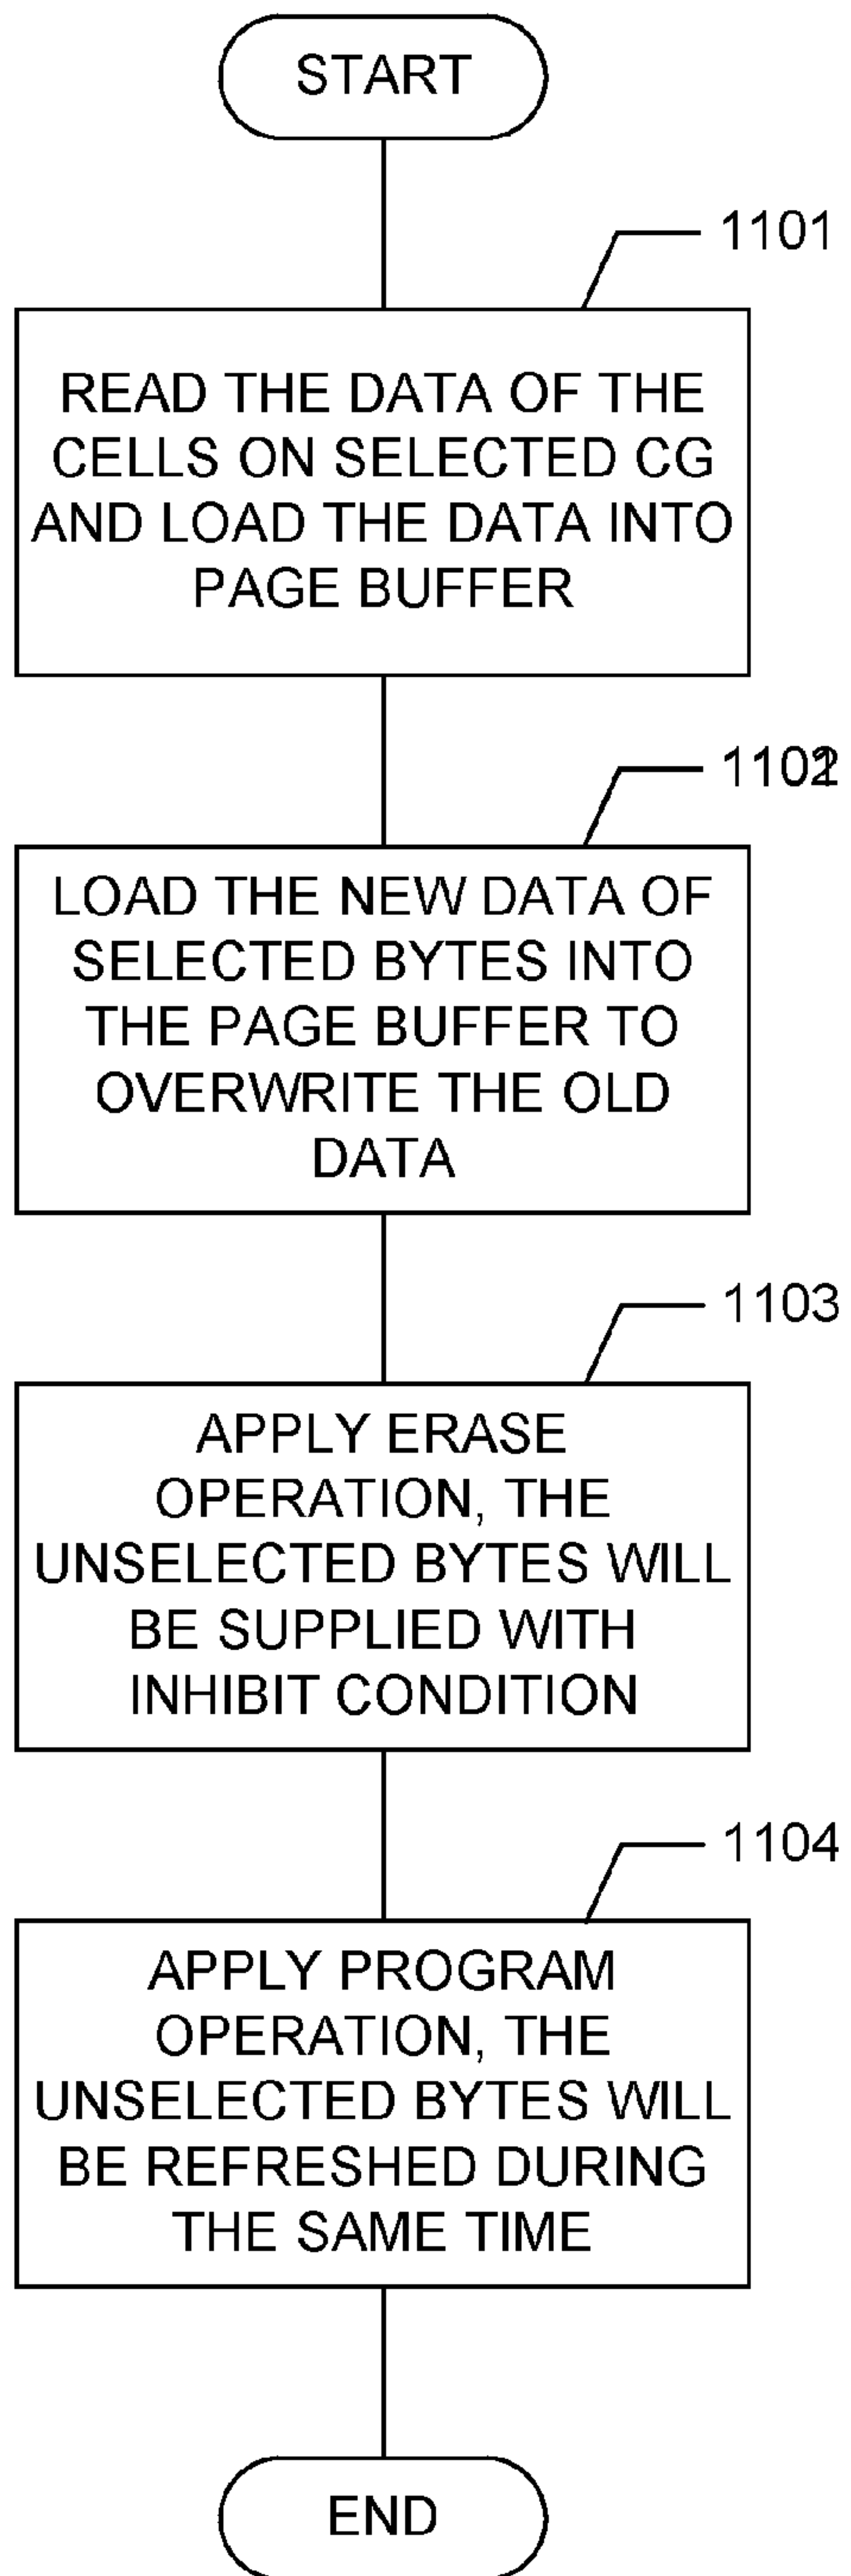 START
1101
READ THE DATA OF THE
CELLS ON SELECTED CG
AND LOAD THE DATA INTO
PAGE BUFFER
1102
LOAD THE NEW DATA OF
SELECTED BYTES INTO
THE PAGE BUFFER TO
OVERWRITE THE OLD
DATA
1103
APPLY ERASE
OPERATION, THE
UNSELECTED BYTES WILL
BE SUPPLIED WITH
INHIBIT CONDITION
1104
APPLY PROGRAM
OPERATION, THE
UNSELECTED BYTES WILL
BE REFRESHED DURING
THE SAME TIME
END